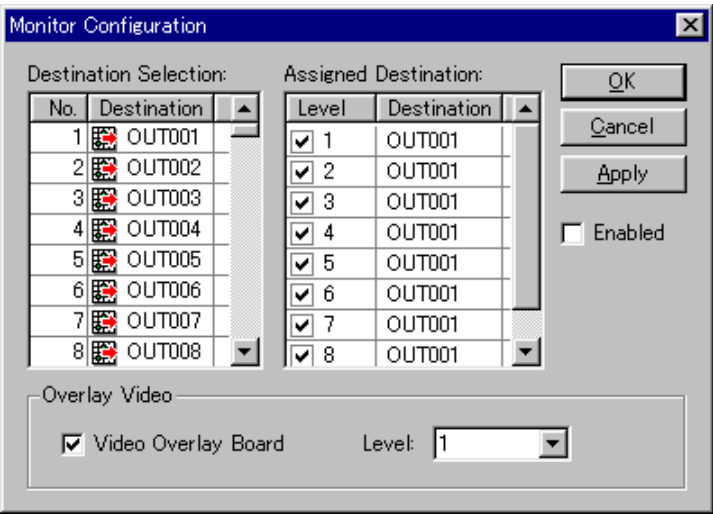 Monitor Configuration
Destination Selection:
No. Destination
1 OUT001
2 OUT002
3 OUT003
4 OUT004
5 OUT005
6 OUT006
7 OUT007
8 OUT008
Assigned Destination:
Level Destination
1 OUT001
2 OUT001
3 OUT001
4 OUT001
5 OUT001
6 OUT001
7 OUT001
8 OUT001
OK
Cancel
Apply
Enabled
Overlay Video
Video Overlay Board Level: 1